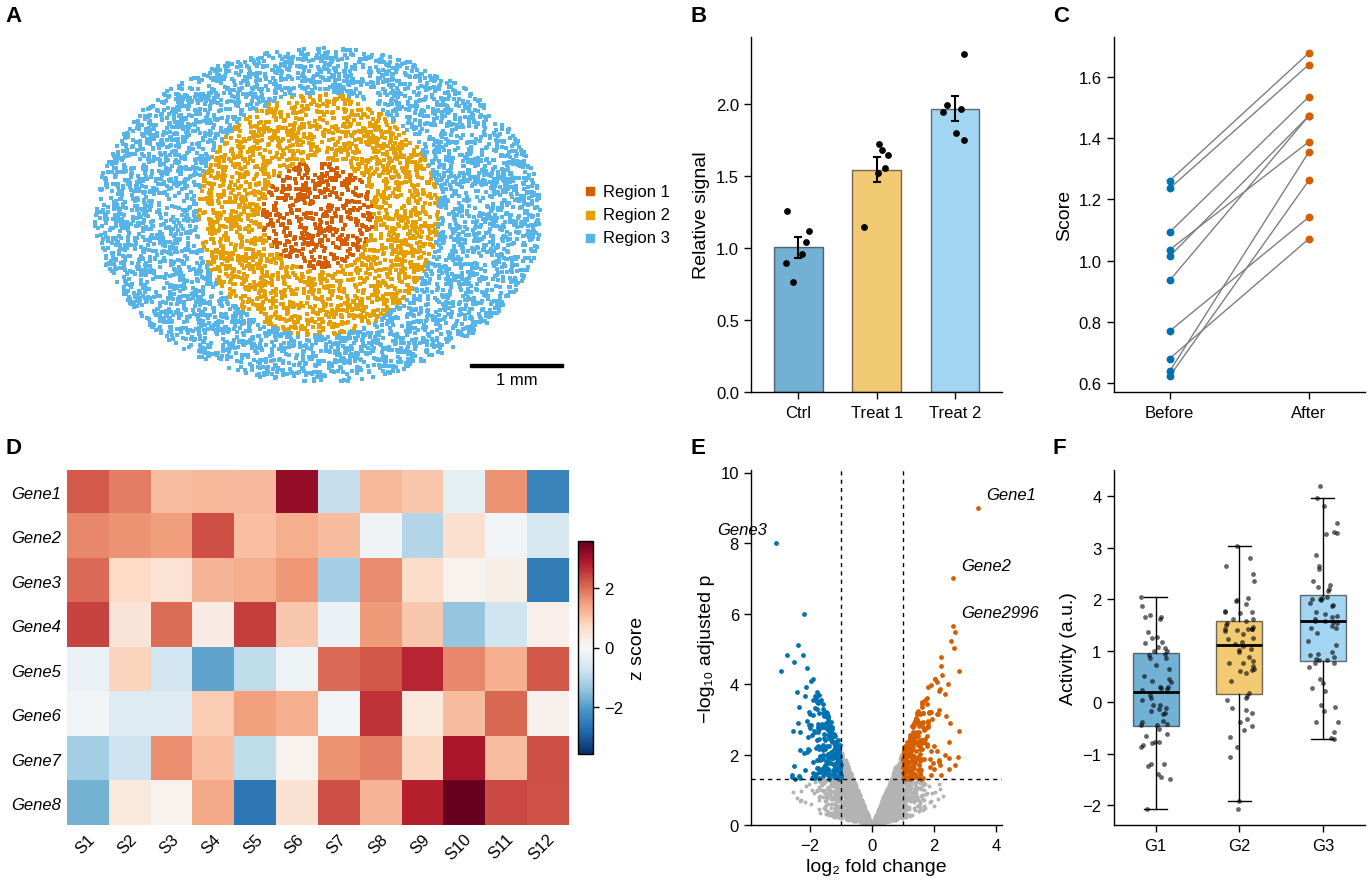 A
Region 1
Region 2
Region 3
1 mm
B
Relative signal
2.0
1.5
1.0
0.5
0.0
Ctrl
Treat 1
Treat 2
C
Score
1.6
1.4
1.2
1.0
0.8
0.6
Before
After
D
Gene1
Gene2
Gene3
Gene4
Gene5
Gene6
Gene7
Gene8
S1
S2
S3
S4
S5
S6
S7
S8
S9
S10
S11
S12
2
0
−2
z score
E
−log₁₀ adjusted p
10
8
6
4
2
0
Gene1
Gene3
Gene2
Gene2996
−2
0
2
4
log₂ fold change
F
Activity (a.u.)
4
3
2
1
0
−1
−2
G1
G2
G3